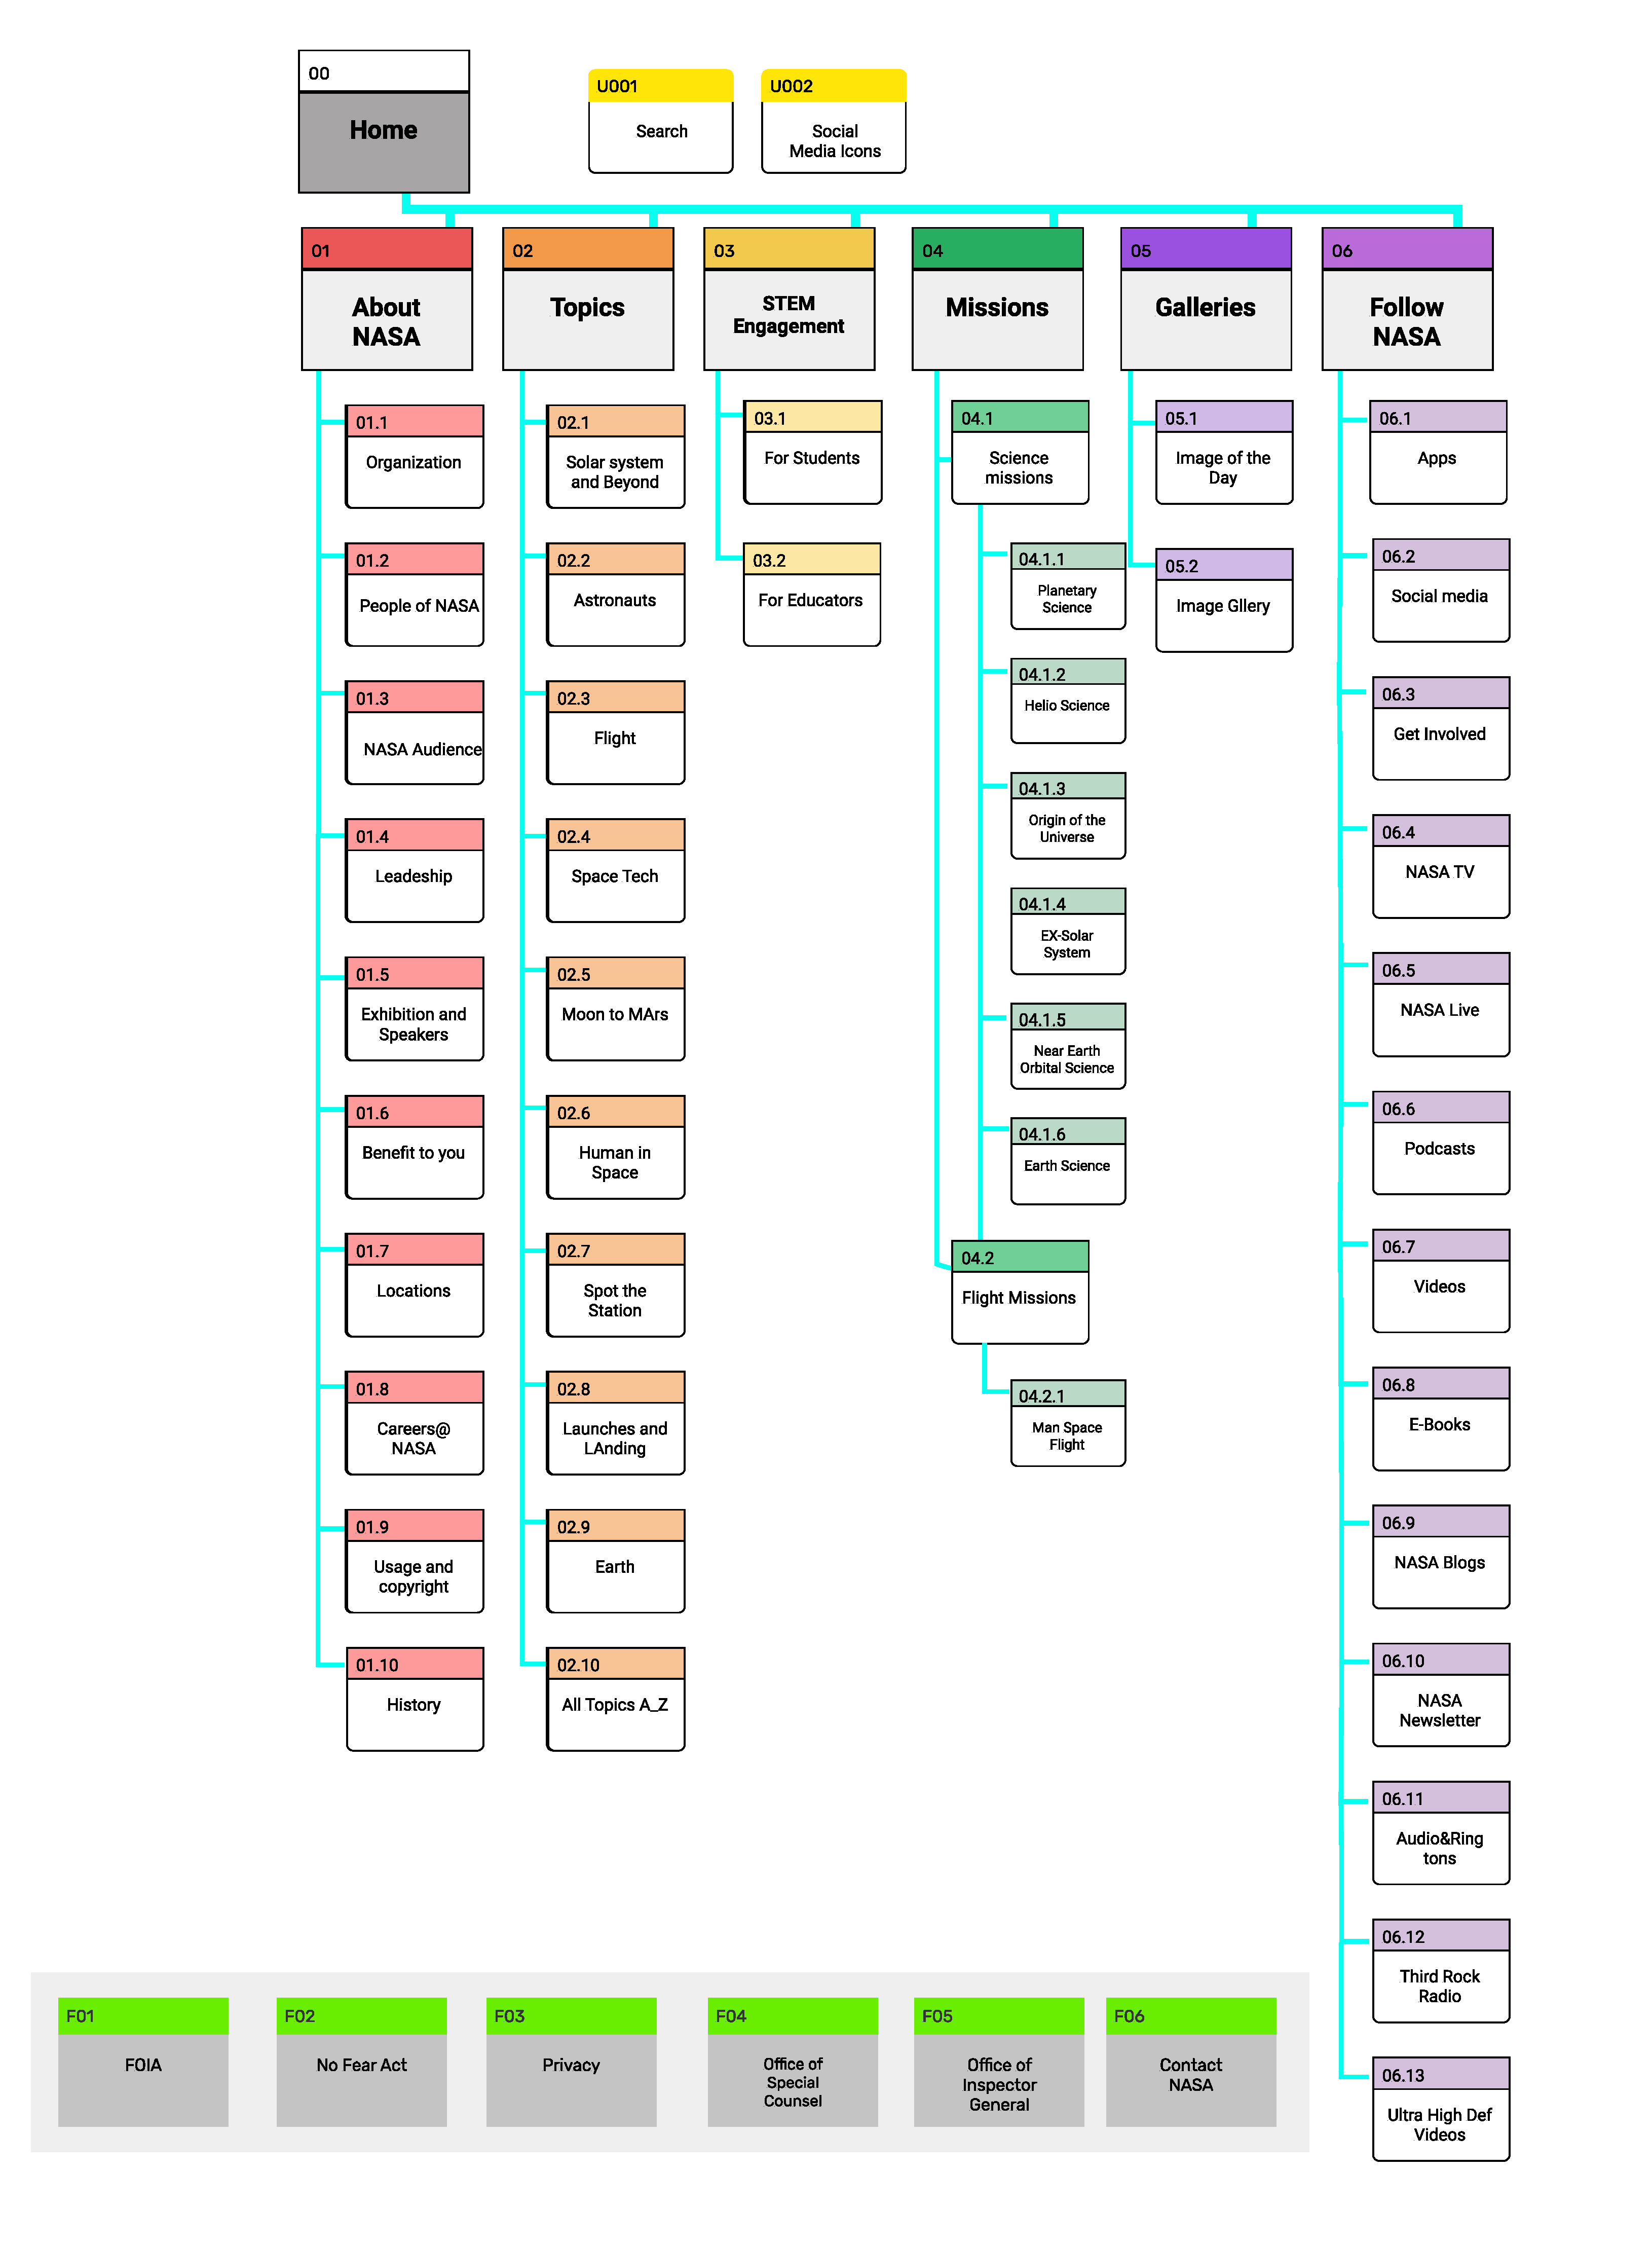 00
Home
U001
Search
U002
Social
Media Icons
01
About
NASA
02
Topics
03
STEM
Engagement
04
Missions
05
Galleries
06
Follow
NASA
01.1
Organization
01.2
People of NASA
01.3
NASA Audience
01.4
Leadeship
01.5
Exhibition and
Speakers
01.6
Benefit to you
01.7
Locations
01.8
Careers@
NASA
01.9
Usage and
copyright
01.10
History
02.1
Solar system
and Beyond
02.2
Astronauts
02.3
Flight
02.4
Space Tech
02.5
Moon to MArs
02.6
Human in
Space
02.7
Spot the
Station
02.8
Launches and
LAnding
02.9
Earth
02.10
All Topics A_Z
03.1
For Students
03.2
For Educators
04.1
Science
missions
04.1.1
Planetary
Science
04.1.2
Helio Science
04.1.3
Origin of the
Universe
04.1.4
EX-Solar
System
04.1.5
Near Earth
Orbital Science
04.1.6
Earth Science
04.2
Flight Missions
04.2.1
Man Space
Flight
05.1
Image of the
Day
05.2
Image Gllery
06.1
Apps
06.2
Social media
06.3
Get Involved
06.4
NASA TV
06.5
NASA Live
06.6
Podcasts
06.7
Videos
06.8
E-Books
06.9
NASA Blogs
06.10
NASA
Newsletter
06.11
Audio&Ring
tons
06.12
Third Rock
Radio
06.13
Ultra High Def
Videos
F01
FOIA
F02
No Fear Act
F03
Privacy
F04
Office of
Special
Counsel
F05
Office of
Inspector
General
F06
Contact
NASA